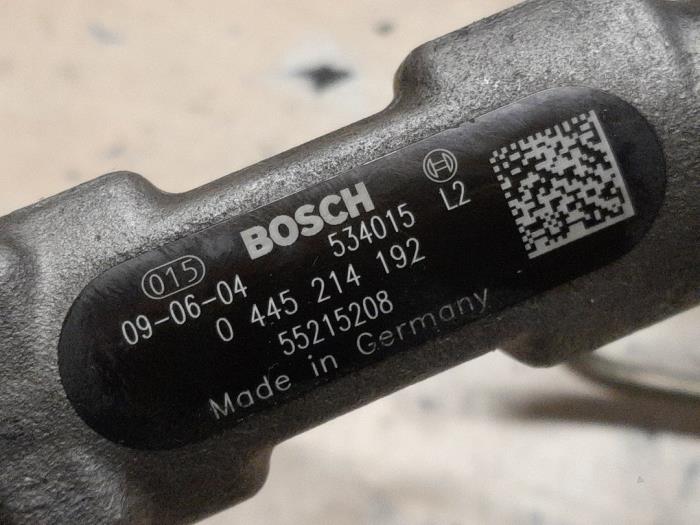 BOSCH
015
534015 L2
09-06-04
0 445 214 192
55215208
Made in Germany